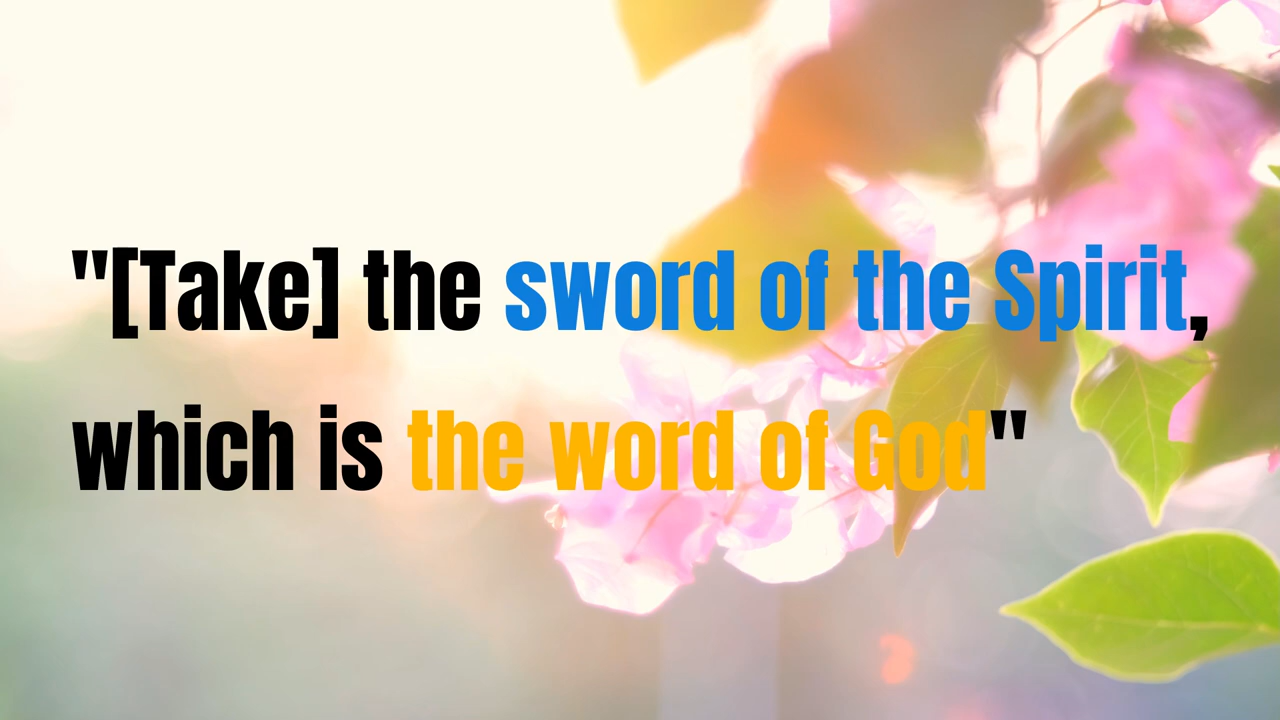 "[Take] the sword of the Spirit,
which is the word of God"